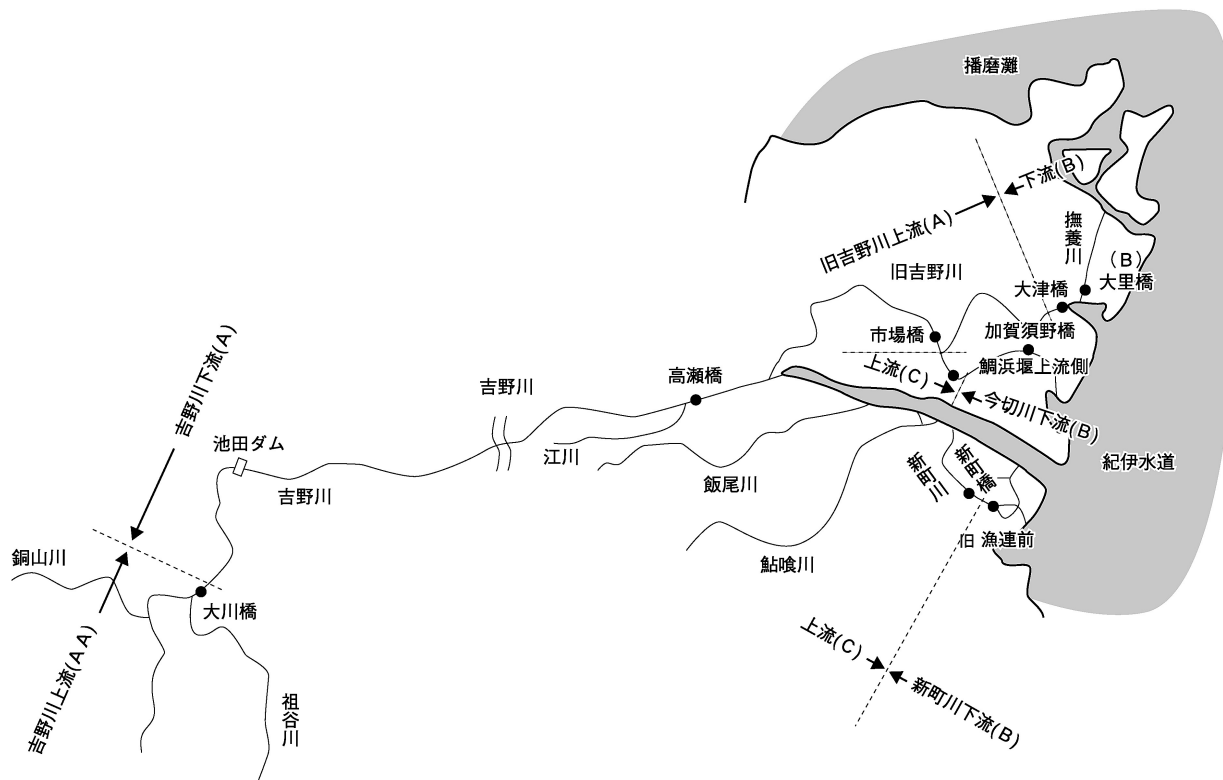 播磨灘
下流(B)
旧吉野川上流(A)
撫養川
(B)
大里橋
旧吉野川
大津橋
市場橋
加賀須野橋
上流(C)
鯛浜堰上流側
今切川下流(B)
高瀬橋
吉野川
吉野川下流(A)
池田ダム
江川
飯尾川
新町川
新町橋
紀伊水道
吉野川
鮎喰川
旧 漁連前
銅山川
大川橋
吉野川上流(AA)
祖谷川
上流(C)
新町川下流(B)